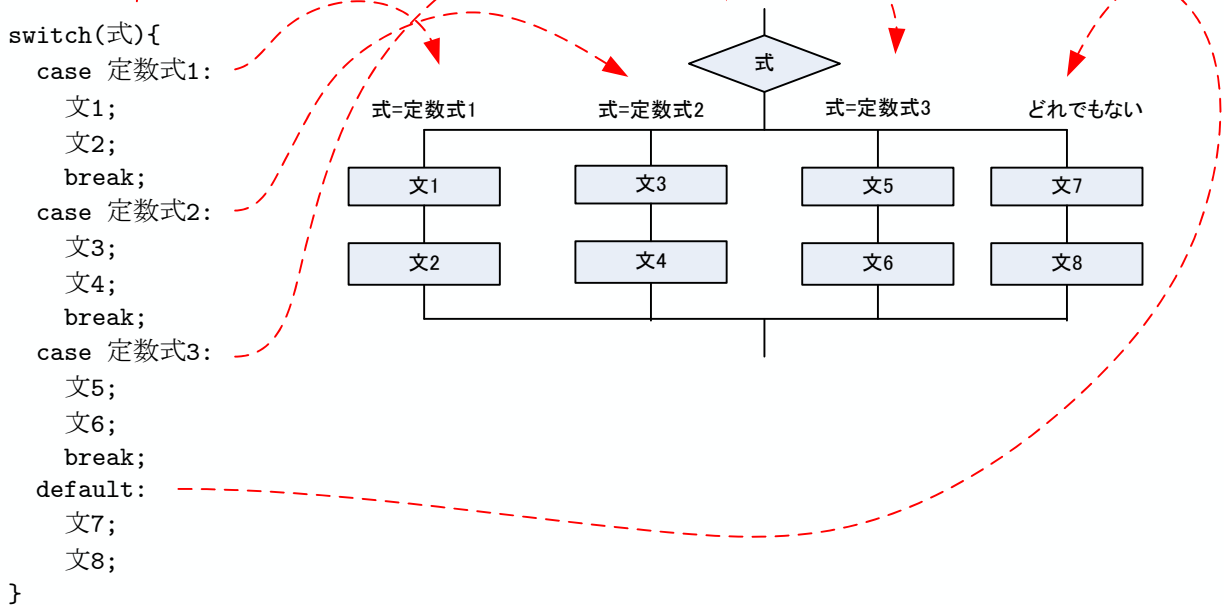 switch(式){
case 定数式1:
文1;
文2;
break;
case 定数式2:
文3;
文4;
break;
case 定数式3:
文5;
文6;
break;
default:
文7;
文8;
}
式
式=定数式1 式=定数式2 式=定数式3 どれでもない
文1 文3 文5 文7
文2 文4 文6 文8